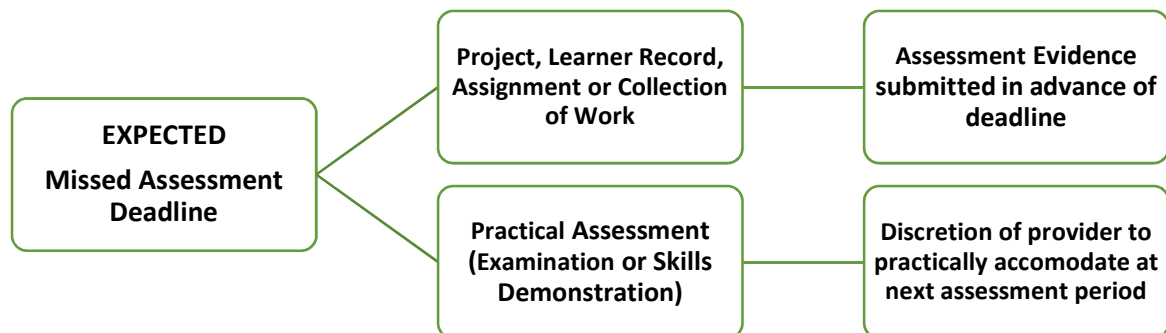 EXPECTED
Missed Assessment
Deadline
Project, Learner Record,
Assignment or Collection
of Work
Assessment Evidence
submitted in advance of
deadline
Practical Assessment
(Examination or Skills
Demonstration)
Discretion of provider to
practically accomodate at
next assessment period